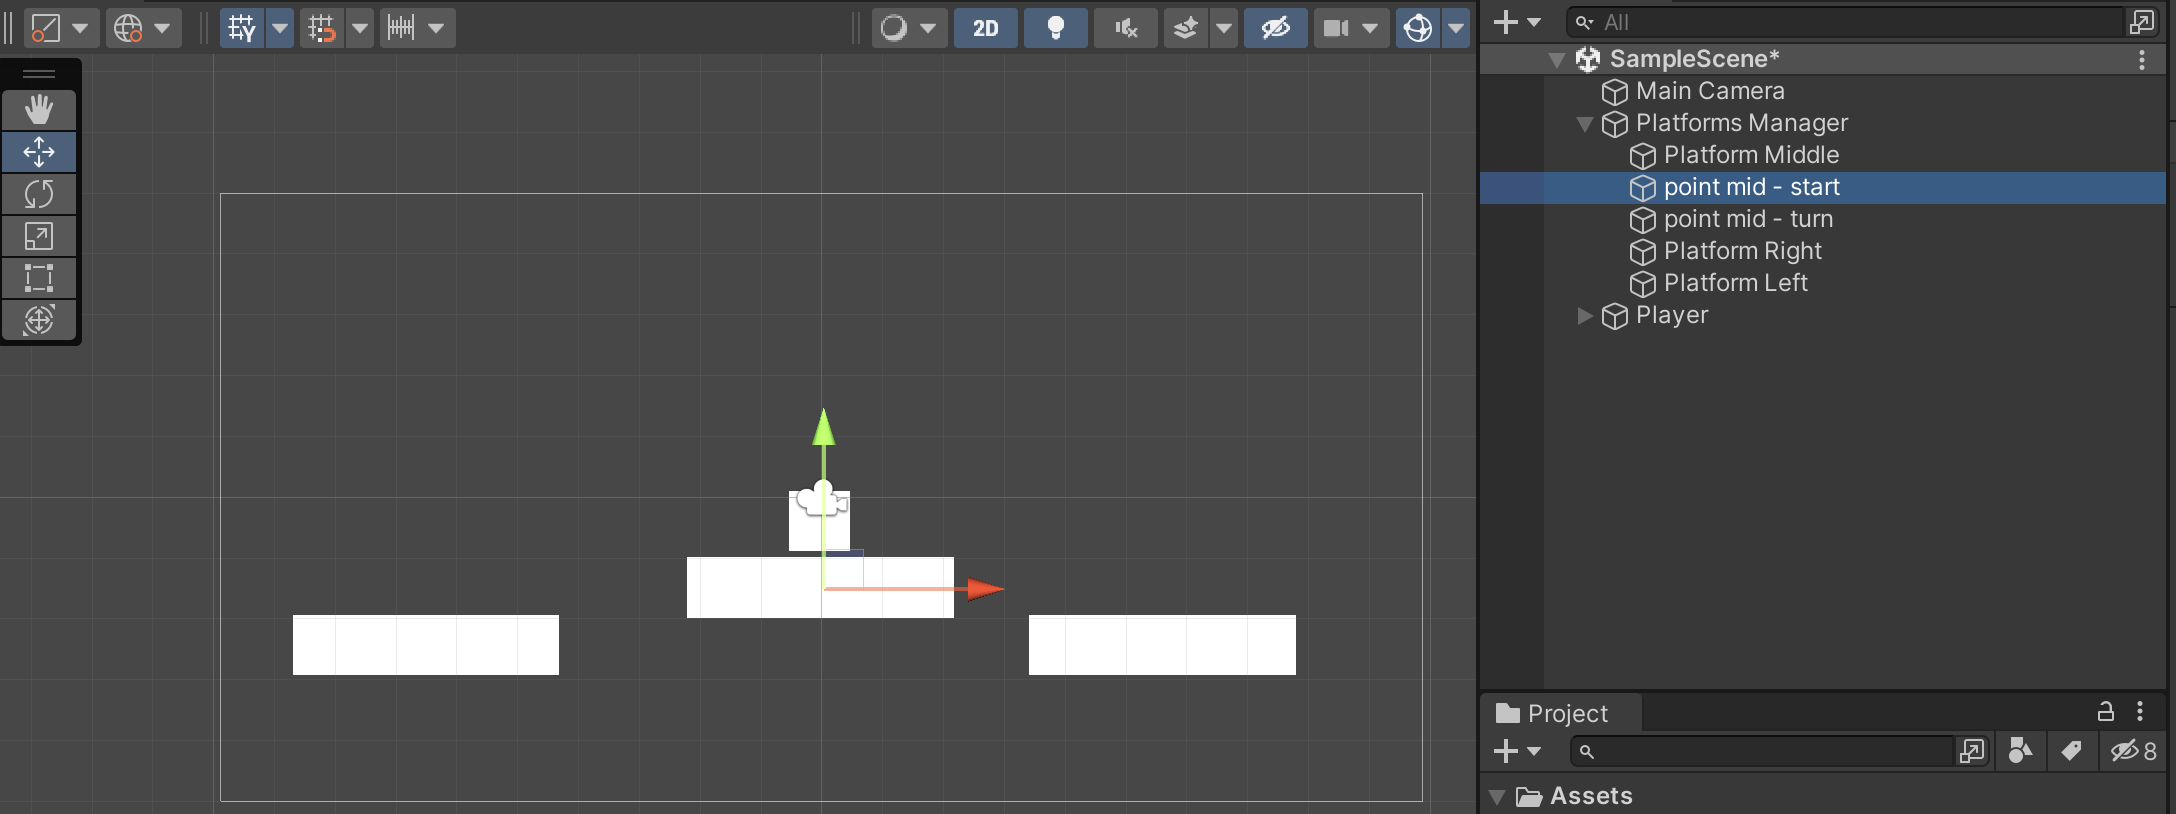 2D
All
SampleScene*
Main Camera
Platforms Manager
Platform Middle
point mid - start
point mid - turn
Platform Right
Platform Left
Player
Project
8
Assets